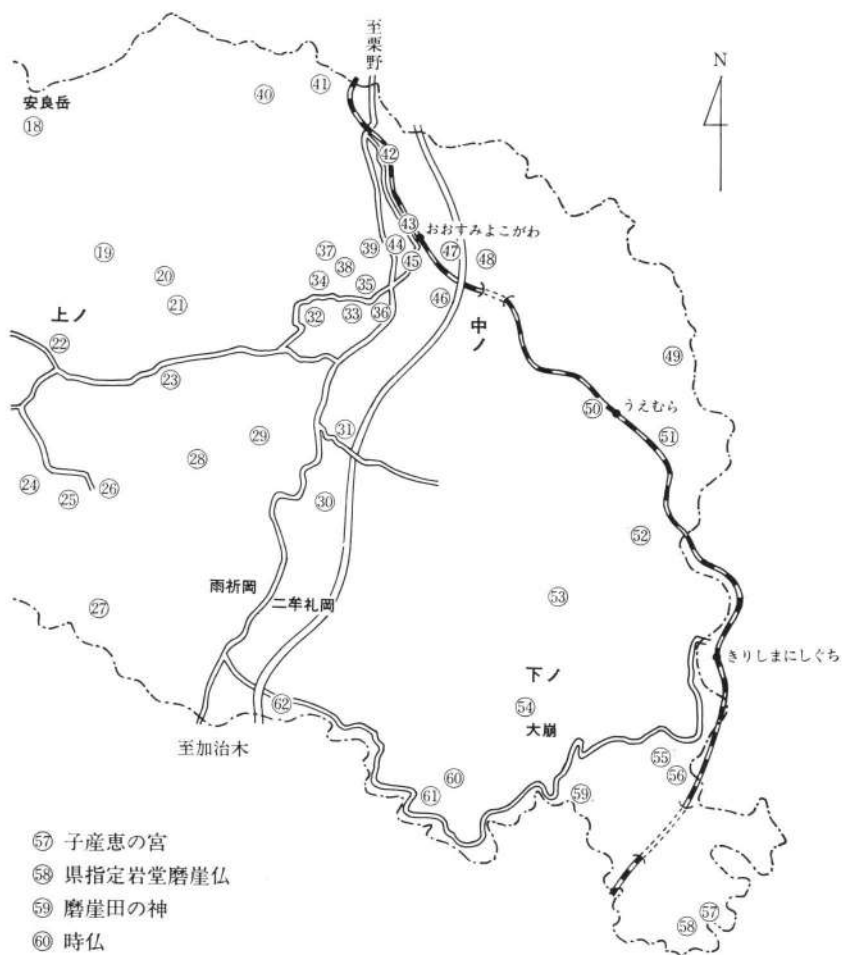 至栗野
N
安良岳
⑱
㊵
㊶
㊷
㊸
おおすみよこがわ
㊲
㊳
㊴
㊹
㊺
㊼
㊽
⑲
⑳
㉑
㉞
㉟
㊱
㊻
㉜
㉝
上ノ
中ノ
㉒
㉓
㊾
㊿
うえむら
51
㉛
㉙
㉘
㉔
㉕
㉖
㉚
52
雨祈岡
二牟礼岡
53
㉗
きりしまにしぐち
下ノ
54
大崩
62
至加治木
55
56
60
61
59
57
58
57 子産恵の宮
58 県指定岩堂磨崖仏
59 磨崖田の神
60 時仏